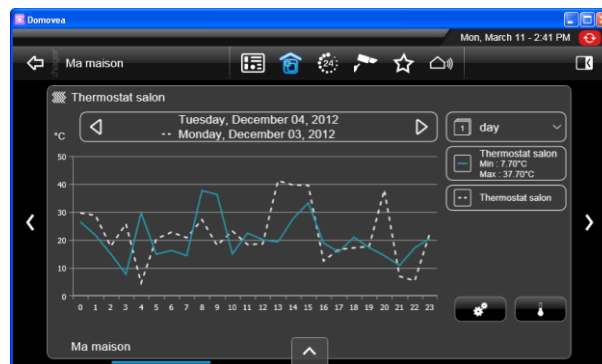 Domovea
Mon, March 11 - 2:41 PM
Ma maison
24
Thermostat salon
Tuesday, December 04, 2012
-- Monday, December 03, 2012
1 day
°C
Thermostat salon
Min : 7.70°C
Max : 37.70°C
Thermostat salon
50
40
30
20
10
0
0 1 2 3 4 5 6 7 8 9 10 11 12 13 14 15 16 17 18 19 20 21 22 23
Ma maison